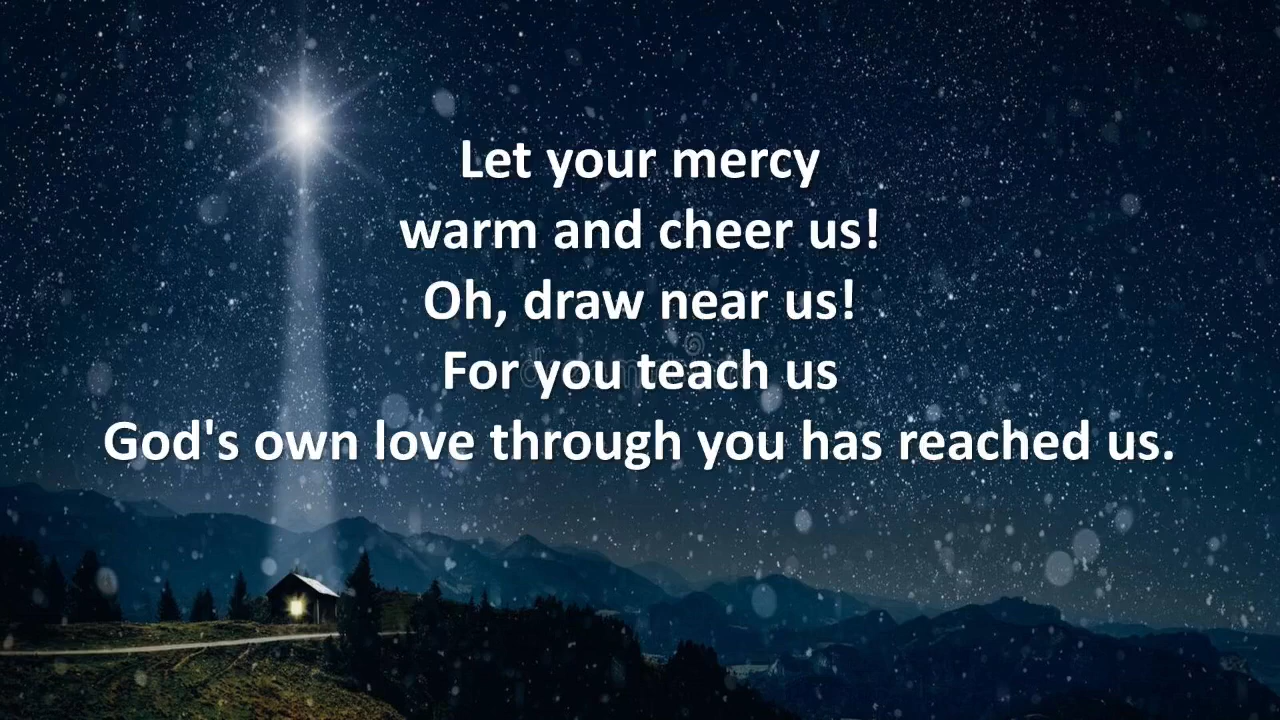 Let your mercy
warm and cheer us!
Oh, draw near us!
For you teach us
God's own love through you has reached us.